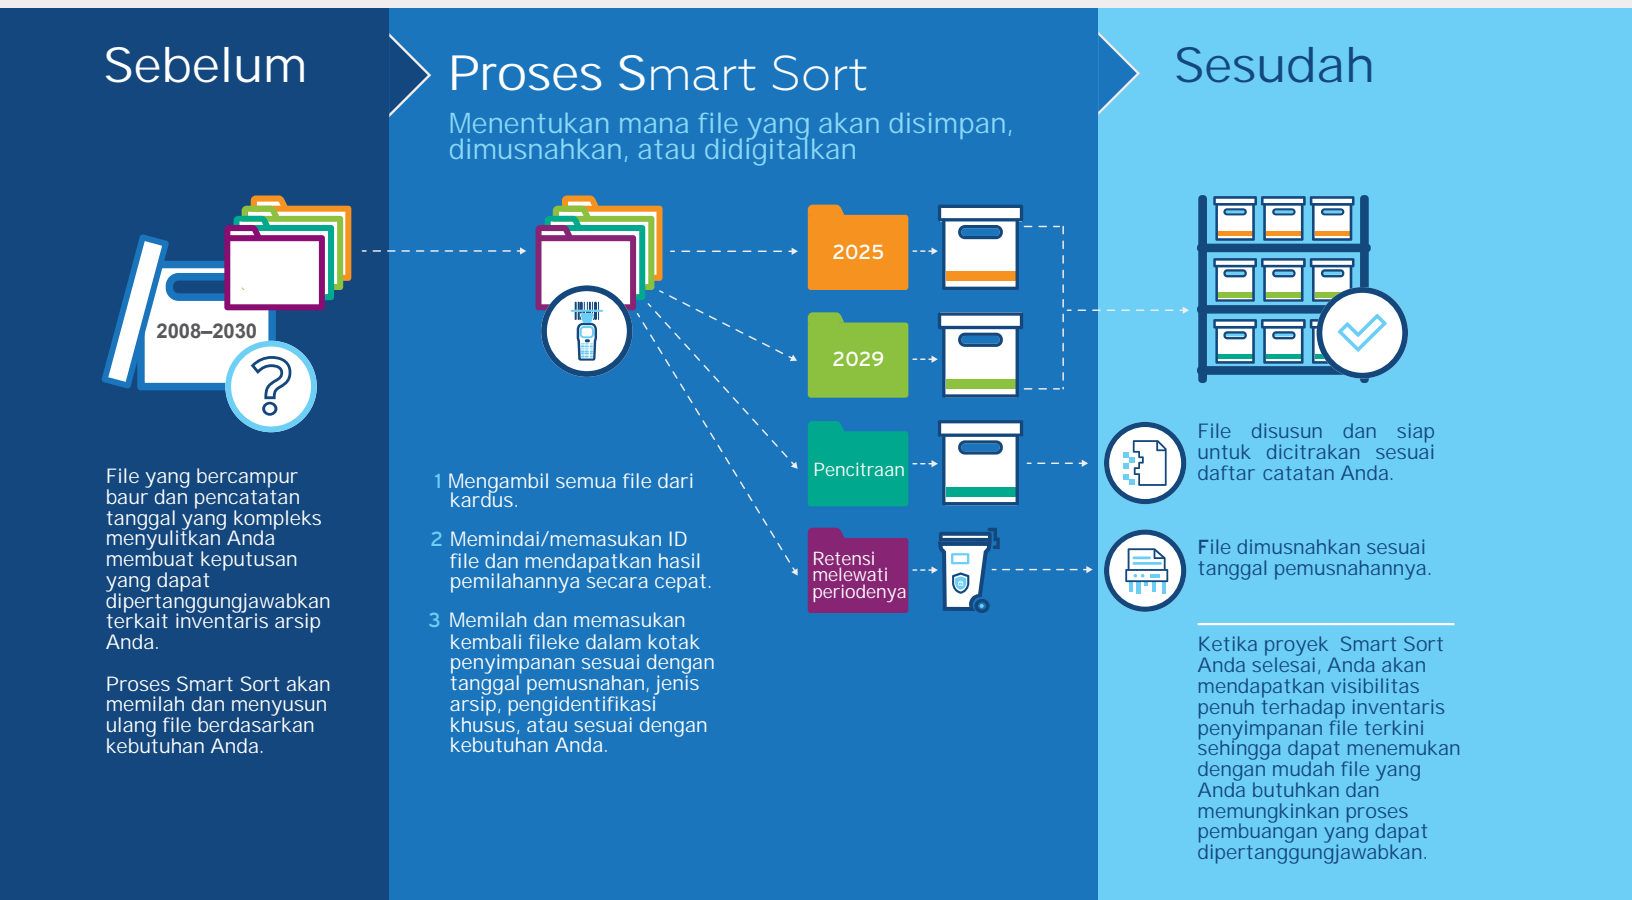 Sebelum
2008–2030
File yang bercampur
baur dan pencatatan
tanggal yang kompleks
menyulitkan Anda
membuat keputusan
yang dapat
dipertanggungjawabkan
terkait inventaris arsip
Anda.
Proses Smart Sort akan
memilah dan menyusun
ulang file berdasarkan
kebutuhan Anda.
Proses Smart Sort
Menentukan mana file yang akan disimpan,
dimusnahkan, atau didigitalkan
1 Mengambil semua file dari
kardus.
2 Memindai/memasukan ID
file dan mendapatkan hasil
pemilahannya secara cepat.
3 Memilah dan memasukan
kembali fileke dalam kotak
penyimpanan sesuai dengan
tanggal pemusnahan, jenis
arsip, pengidentifikasi
khusus, atau sesuai dengan
kebutuhan Anda.
2025
2029
Pencitraan
Retensi
melewati
periodenya
Sesudah
File disusun dan siap
untuk dicitrakan sesuai
daftar catatan Anda.
File dimusnahkan sesuai
tanggal pemusnahannya.
Ketika proyek Smart Sort
Anda selesai, Anda akan
mendapatkan visibilitas
penuh terhadap inventaris
penyimpanan file terkini
sehingga dapat menemukan
dengan mudah file yang
Anda butuhkan dan
memungkinkan proses
pembuangan yang dapat
dipertanggungjawabkan.